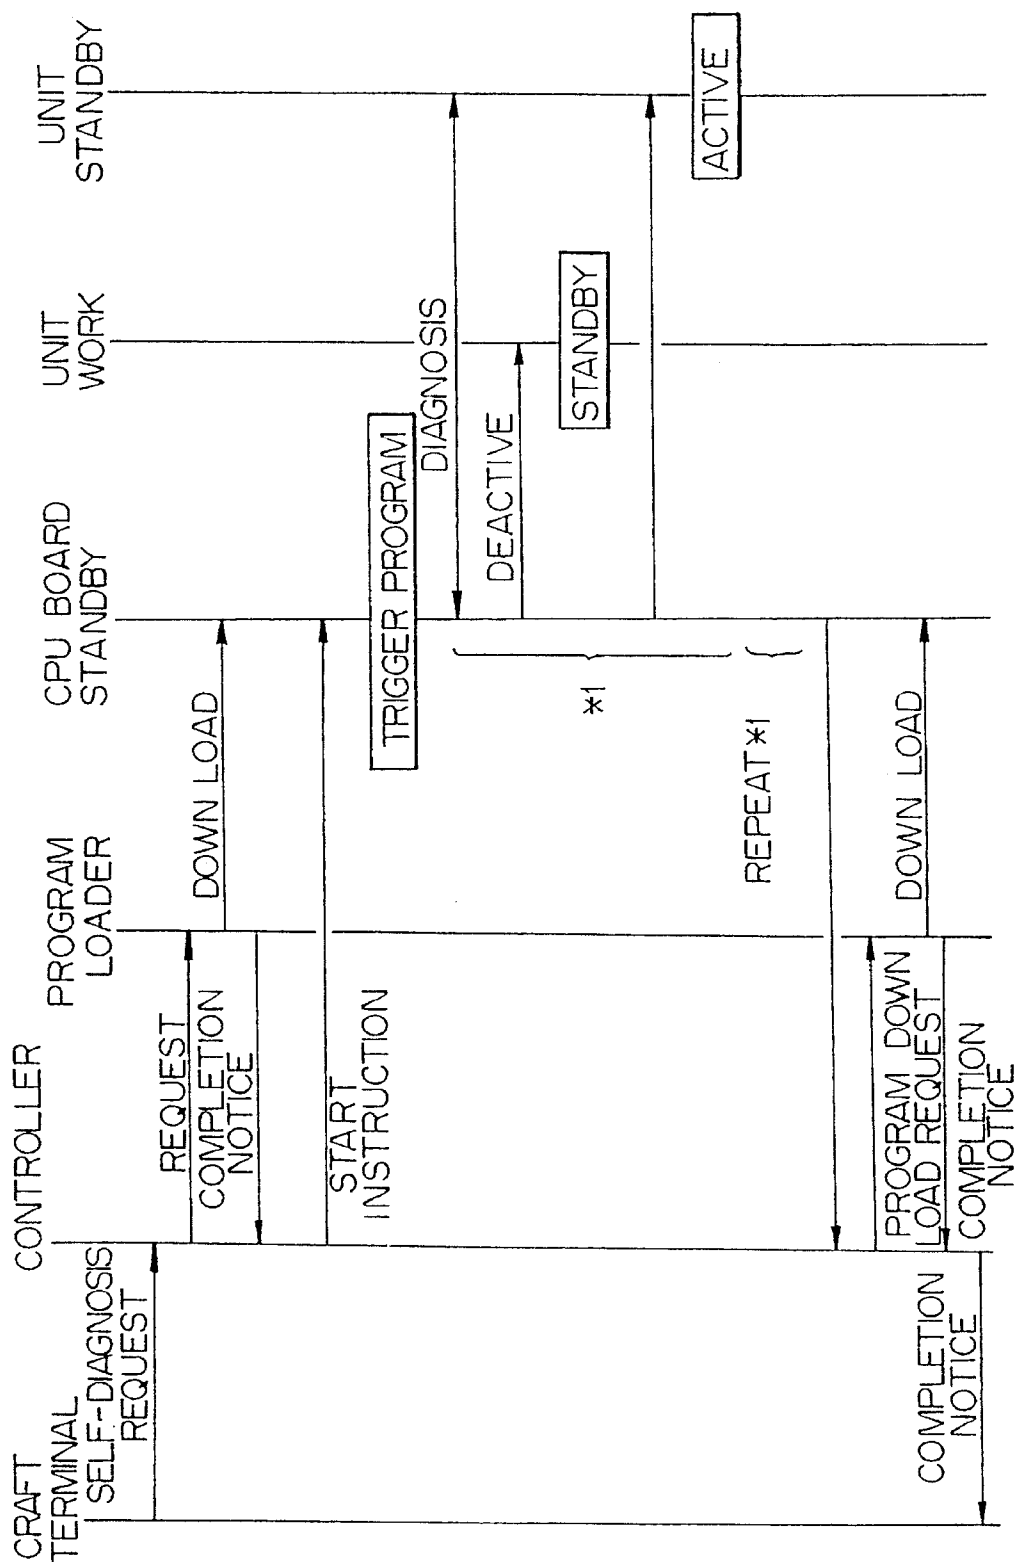 CRAFT
TERMINAL
CONTROLLER
PROGRAM
LOADER
CPU BOARD
STANDBY
UNIT
WORK
UNIT
STANDBY
SELF-DIAGNOSIS
REQUEST
REQUEST
DOWN LOAD
COMPLETION
NOTICE
START
INSTRUCTION
TRIGGER PROGRAM
DIAGNOSIS
DEACTIVE
STANDBY
*1
ACTIVE
REPEAT*1
PROGRAM DOWN
LOAD REQUEST
DOWN LOAD
COMPLETION
NOTICE
COMPLETION
NOTICE